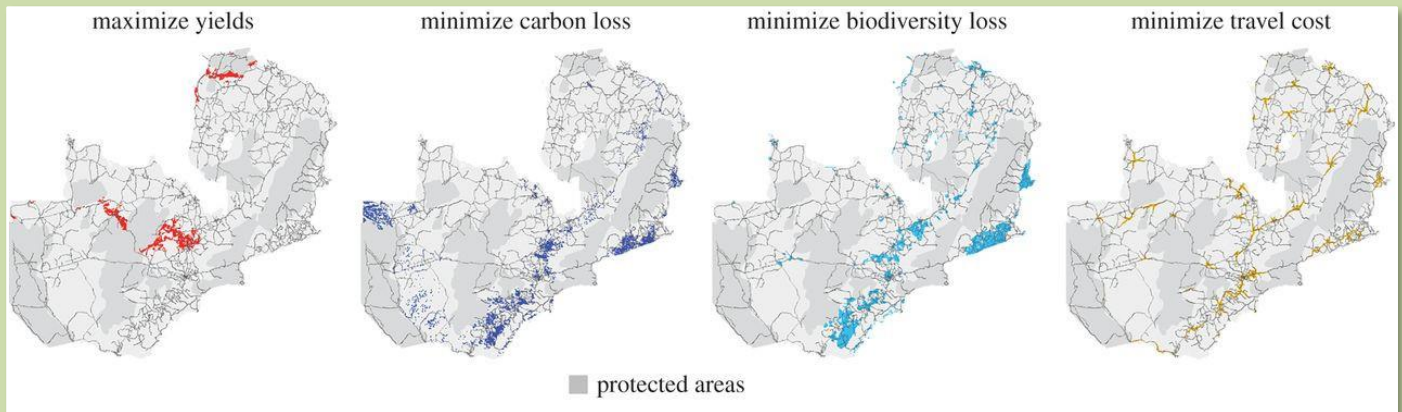 maximize yields
minimize carbon loss
minimize biodiversity loss
minimize travel cost
protected areas